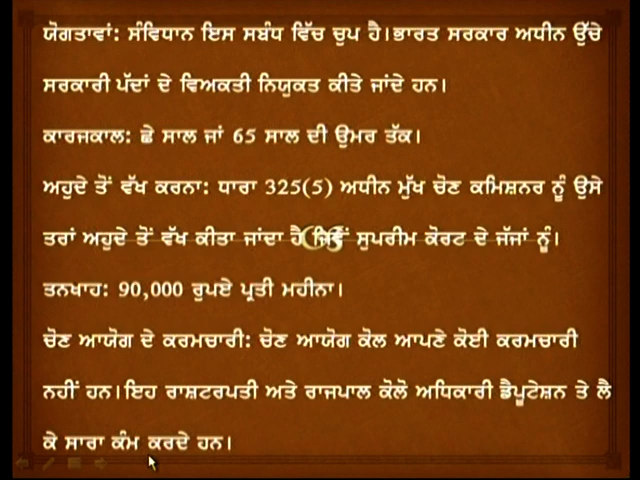 ਯੋਗਤਾਵਾਂ: ਸੰਵਿਧਾਨ ਇਸ ਸਬੰਧ ਵਿੱਚ ਚੁਪ ਹੈ।ਭਾਰਤ ਸਰਕਾਰ ਅਧੀਨ ਉੱਚੇ
ਸਰਕਾਰੀ ਪੱਦਾਂ ਦੇ ਵਿਅਕਤੀ ਨਿਯੁਕਤ ਕੀਤੇ ਜਾਂਦੇ ਹਨ।
ਕਾਰਜਕਾਲ: ਛੇ ਸਾਲ ਜਾਂ 65 ਸਾਲ ਦੀ ਉਮਰ ਤੱਕ।
ਅਹੁਦੇ ਤੋਂ ਵੱਖ ਕਰਨਾ: ਧਾਰਾ 325(5) ਅਧੀਨ ਮੁੱਖ ਚੋਣ ਕਮਿਸ਼ਨਰ ਨੂੰ ਉਸੇ
ਤਰਾਂ ਅਹੁਦੇ ਤੋਂ ਵੱਖ ਕੀਤਾ ਜਾਂਦਾ ਹੈ ਜਿਵੇਂ ਸੁਪਰੀਮ ਕੋਰਟ ਦੇ ਜੱਜਾਂ ਨੂੰ।
ਤਨਖਾਹ: 90,000 ਰੁਪਏ ਪ੍ਰਤੀ ਮਹੀਨਾ।
ਚੋਣ ਆਯੋਗ ਦੇ ਕਰਮਚਾਰੀ: ਚੋਣ ਆਯੋਗ ਕੋਲ ਆਪਣੇ ਕੋਈ ਕਰਮਚਾਰੀ
ਨਹੀਂ ਹਨ।ਇਹ ਰਾਸ਼ਟਰਪਤੀ ਅਤੇ ਰਾਜਪਾਲ ਕੋਲੋ ਅਧਿਕਾਰੀ ਡੈਪੂਟੇਸ਼ਨ ਤੇ ਲੈ
ਕੇ ਸਾਰਾ ਕੰਮ ਕਰਦੇ ਹਨ।